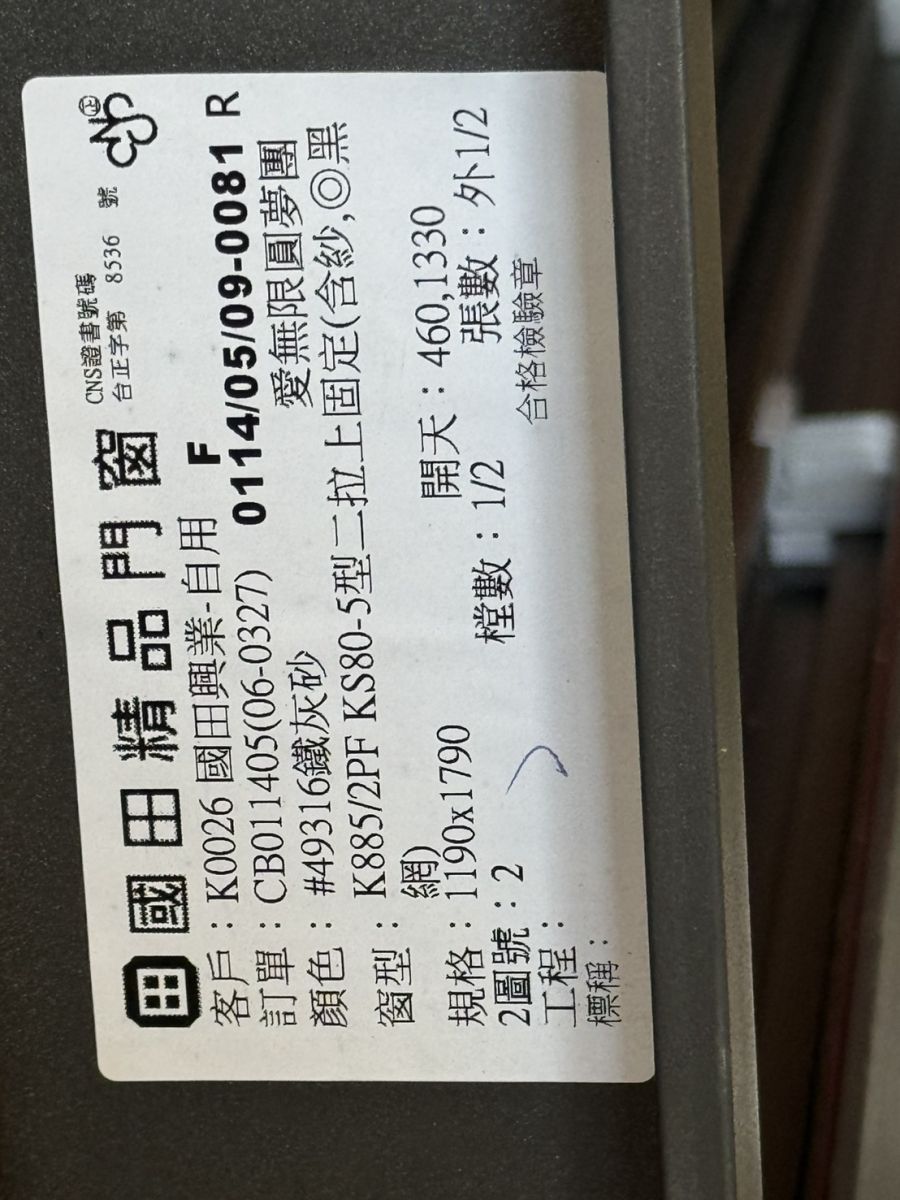 國田精品門窗
CNS證書號碼
台正字第 8536 號
客戶：K0026 國田興業-自用 F
訂單：CB011405(06-0327) 0114/05/09-0081 R
顏色：#49316鐵灰砂 愛無限圓夢團
窗型：K885/2PF KS80-5型二拉上固定(含紗,◎黑
網)
規格：1190x1790 開天：460,1330
2圖號：2 樘數：1/2 張數：外1/2
工程： 合格檢驗章
標稱：